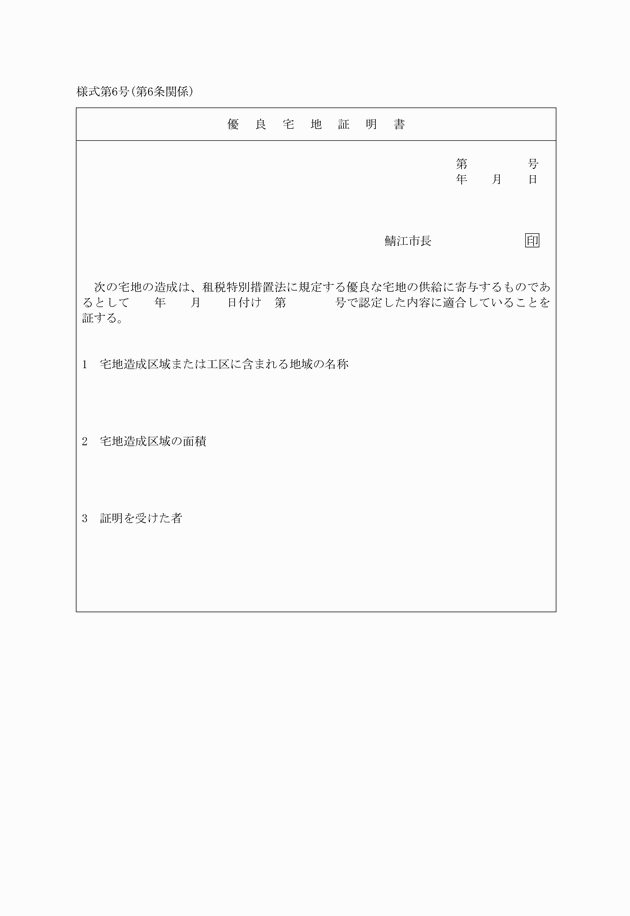 様式第6号(第6条関係)
優　良　宅　地　証　明　書
第　　　　　号
年　　月　　日
鯖江市長　　　　　　　　印
　次の宅地の造成は、租税特別措置法に規定する優良な宅地の供給に寄与するものであ
るとして　　年　　月　　日付け　第　　　　号で認定した内容に適合していることを
証する。
1　宅地造成区域または工区に含まれる地域の名称
2　宅地造成区域の面積
3　証明を受けた者